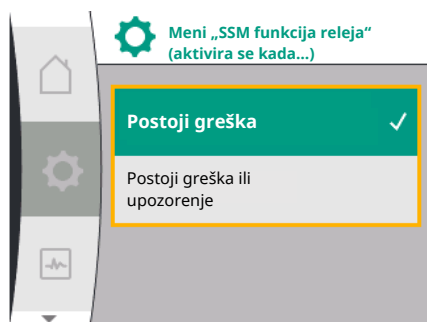 Meni „SSM funkcija releja“
(aktivira se kada...)
Postoji greška
Postoji greška ili
upozorenje